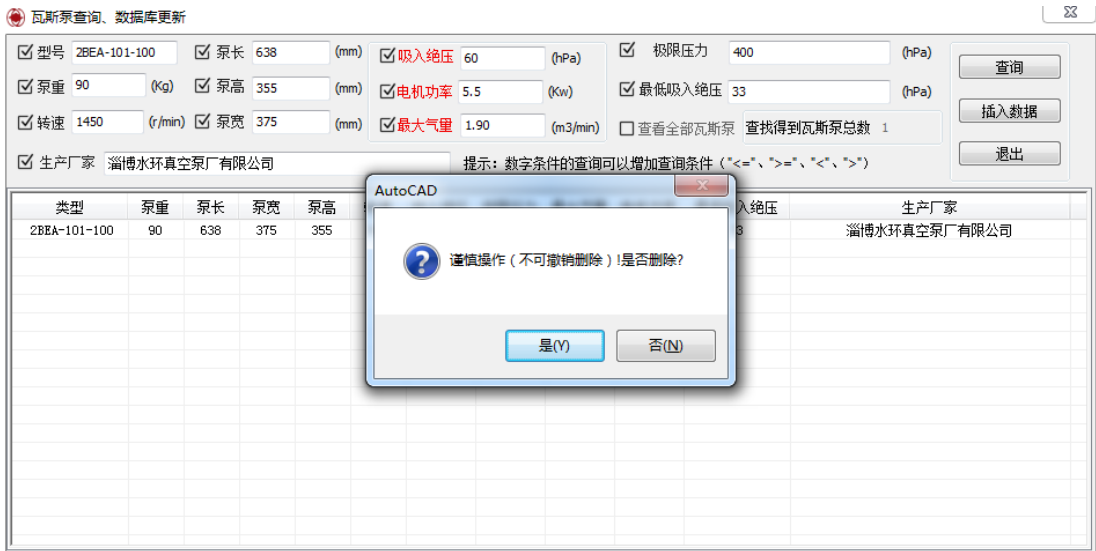 瓦斯泵查询、数据库更新
型号 2BEA-101-100 泵长 638 (mm) 吸入绝压 60 (hPa) 极限压力 400 (hPa) 查询
泵重 90 (Kg) 泵高 355 (mm) 电机功率 5.5 (Kw) 最低吸入绝压 33 (hPa) 插入数据
转速 1450 (r/min) 泵宽 375 (mm) 最大气量 1.90 (m3/min) 查看全部瓦斯泵 查找得到瓦斯泵总数 1
生产厂家 淄博水环真空泵厂有限公司 提示：数字条件的查询可以增加查询条件（"<="、">="、"<"、">"） 退出
类型 泵重 泵长 泵宽 泵高 入绝压 生产厂家
2BEA-101-100 90 638 375 355 3 淄博水环真空泵厂有限公司
AutoCAD
谨慎操作（不可撤销删除）!是否删除?
是(Y) 否(N)